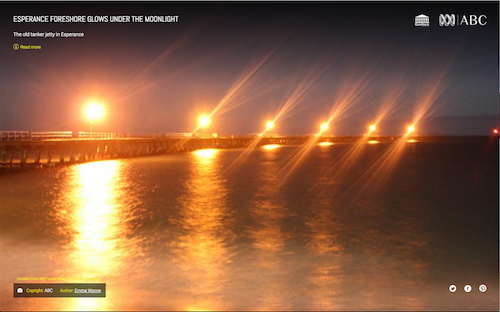 ESPERANCE FORESHORE GLOWS UNDER THE MOONLIGHT
ABC
The old tanker jetty in Esperance
Read more
Copyright: ABC Author: Emma Wynne